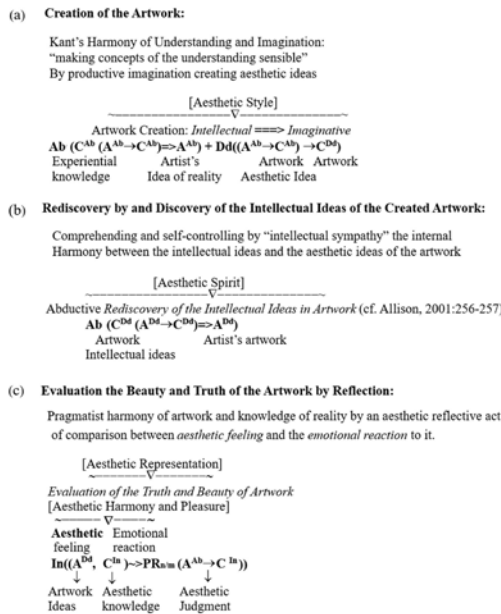 (a) Creation of the Artwork:
Kant's Harmony of Understanding and Imagination:
"making concepts of the understanding sensible"
By productive imagination creating aesthetic ideas
[Aesthetic Style]
~--------------------∇------------------~
Artwork Creation: Intellectual ===> Imaginative
Ab (C^Ab (A^Ab→C^Ab)=>A^Ab) + Dd((A^Ab→C^Ab) →C^Dd)
Experiential Artist's Artwork Artwork
knowledge Idea of reality Aesthetic Idea
(b) Rediscovery by and Discovery of the Intellectual Ideas of the Created Artwork:
Comprehending and self-controlling by "intellectual sympathy" the internal
Harmony between the intellectual ideas and the aesthetic ideas of the artwork
[Aesthetic Spirit]
~--------------------∇------------------~
Abductive Rediscovery of the Intellectual Ideas in Artwork (cf. Allison, 2001:256-257)
Ab (C^Dd (A^Dd→C^Dd)=>A^Dd)
Artwork Artist's artwork
Intellectual ideas
(c) Evaluation the Beauty and Truth of the Artwork by Reflection:
Pragmatist harmony of artwork and knowledge of reality by an aesthetic reflective act
of comparison between aesthetic feeling and the emotional reaction to it.
[Aesthetic Representation]
~----------∇---------~
Evaluation of the Truth and Beauty of Artwork
[Aesthetic Harmony and Pleasure]
~------- ∇-----~
Aesthetic Emotional
feeling reaction
In((A^Dd, C^In)~>PR_n/m (A^Ab→C^In))
↓ ↓ ↓
Artwork Aesthetic Aesthetic
Ideas knowledge Judgment